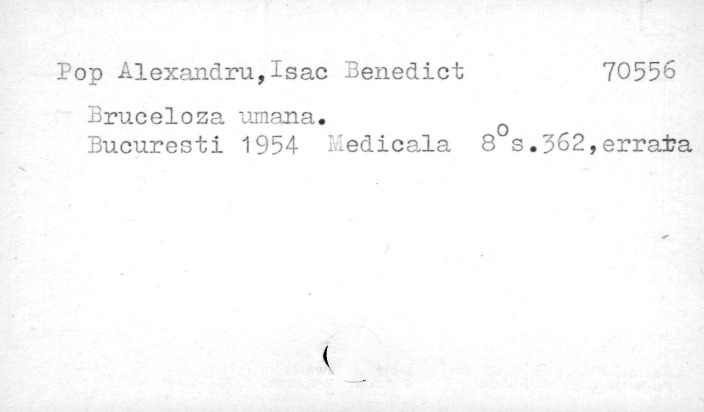 Pop Alexandru,Isac Benedict 70556
Bruceloza umana.
Bucuresti 1954 Medicala 8°s.362,errata